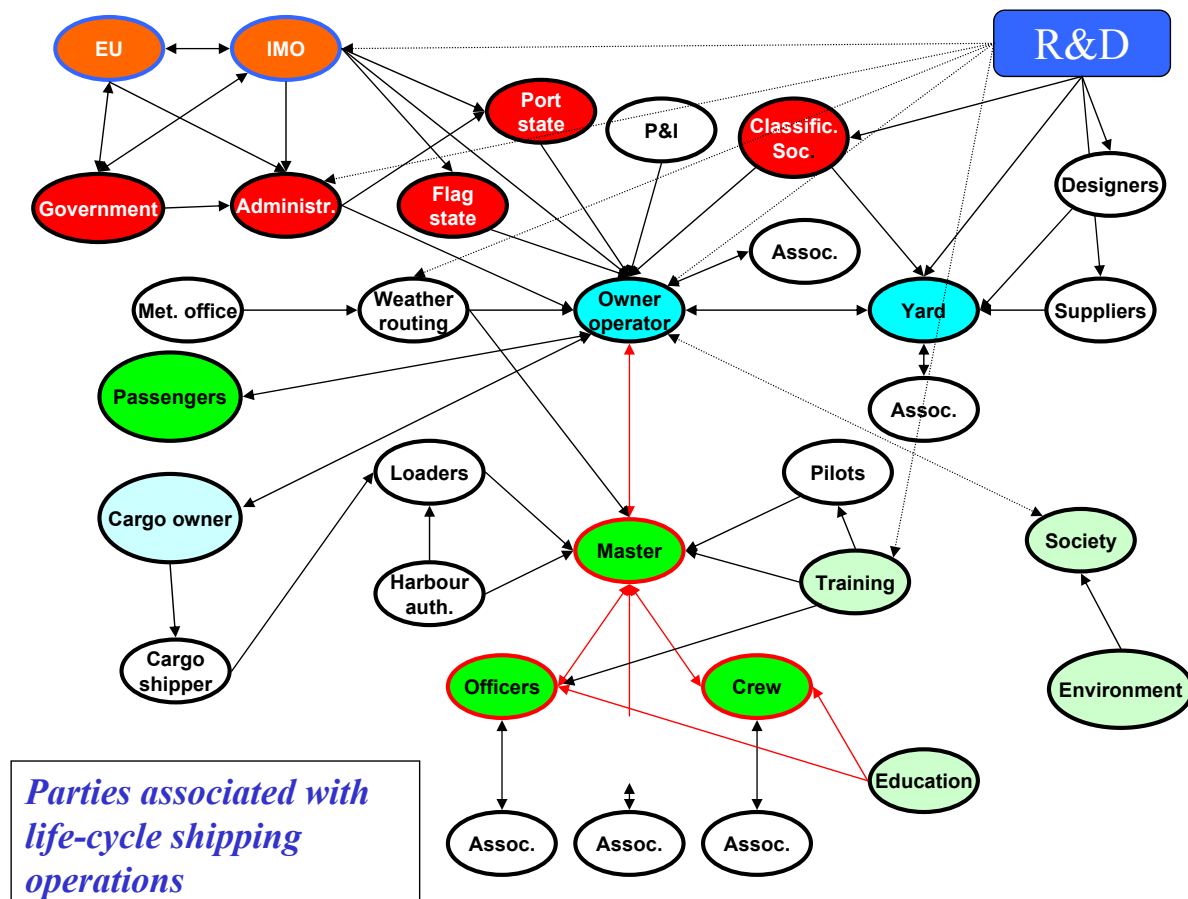 EU
IMO
R&D
Port
state
P&I
Classific.
Soc.
Government
Administr.
Flag
state
Designers
Assoc.
Met. office
Weather
routing
Owner
operator
Yard
Suppliers
Passengers
Assoc.
Loaders
Pilots
Cargo owner
Master
Society
Harbour
auth.
Training
Cargo
shipper
Officers
Crew
Environment
Education
Parties associated with
life-cycle shipping
operations
Assoc.
Assoc.
Assoc.